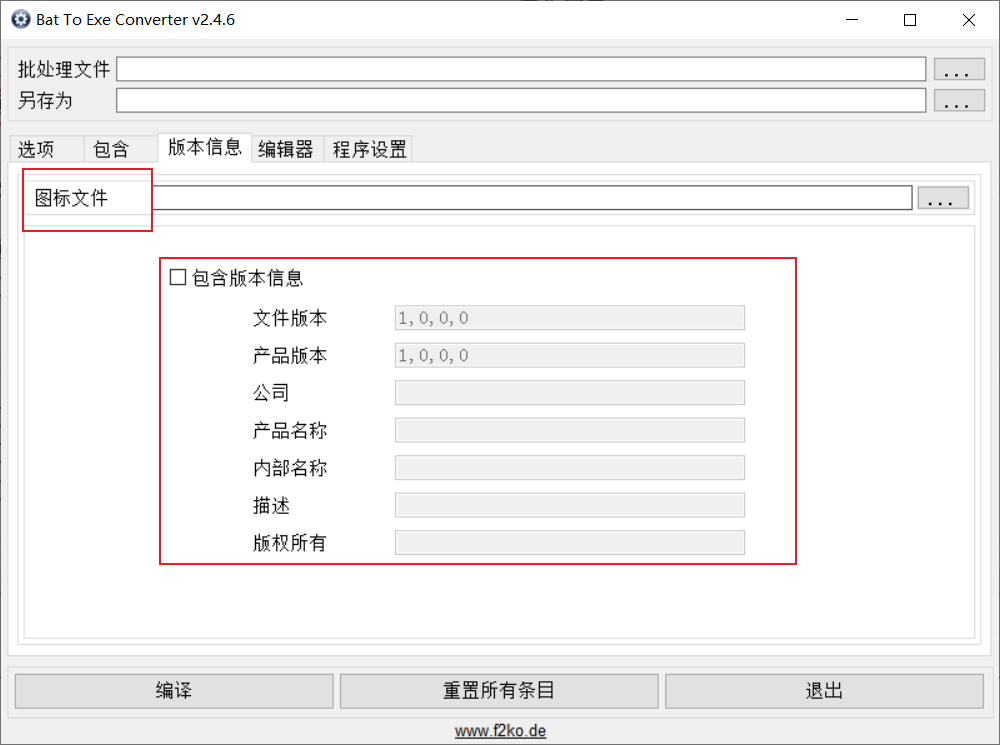 Bat To Exe Converter v2.4.6
批处理文件 ...
另存为 ...
选项 包含 版本信息 编辑器 程序设置
图标文件 ...
包含版本信息
文件版本 1,0,0,0
产品版本 1,0,0,0
公司
产品名称
内部名称
描述
版权所有
编译 重置所有条目 退出
www.f2ko.de